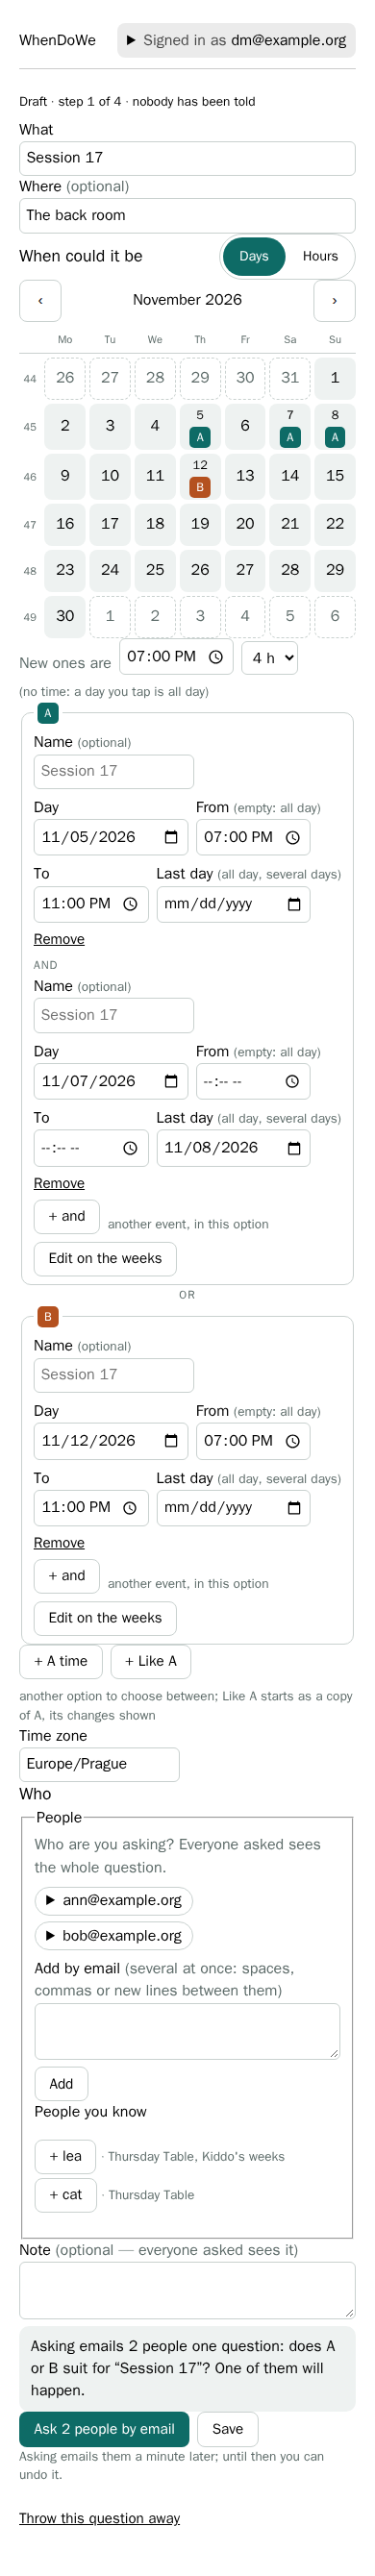 WhenDoWe
▶ Signed in as dm@example.org
Draft · step 1 of 4 · nobody has been told
What
Session 17
Where (optional)
The back room
When could it be
Days Hours
‹ November 2026 ›
Mo Tu We Th Fr Sa Su
44 26 27 28 29 30 31 1
45 2 3 4 5 A 6 7 A 8 A
46 9 10 11 12 B 13 14 15
47 16 17 18 19 20 21 22
48 23 24 25 26 27 28 29
49 30 1 2 3 4 5 6
New ones are 07:00 PM 4 h
(no time: a day you tap is all day)
A
Name (optional)
Session 17
Day From (empty: all day)
11/05/2026 07:00 PM
To Last day (all day, several days)
11:00 PM mm/dd/yyyy
Remove
AND
Name (optional)
Session 17
Day From (empty: all day)
11/07/2026 --:-- --
To Last day (all day, several days)
--:-- -- 11/08/2026
Remove
+ and another event, in this option
Edit on the weeks
OR
B
Name (optional)
Session 17
Day From (empty: all day)
11/12/2026 07:00 PM
To Last day (all day, several days)
11:00 PM mm/dd/yyyy
Remove
+ and another event, in this option
Edit on the weeks
+ A time + Like A
another option to choose between; Like A starts as a copy
of A, its changes shown
Time zone
Europe/Prague
Who
People
Who are you asking? Everyone asked sees
the whole question.
▶ ann@example.org
▶ bob@example.org
Add by email (several at once: spaces,
commas or new lines between them)
Add
People you know
+ lea · Thursday Table, Kiddo's weeks
+ cat · Thursday Table
Note (optional — everyone asked sees it)
Asking emails 2 people one question: does A
or B suit for “Session 17”? One of them will
happen.
Ask 2 people by email Save
Asking emails them a minute later; until then you can
undo it.
Throw this question away